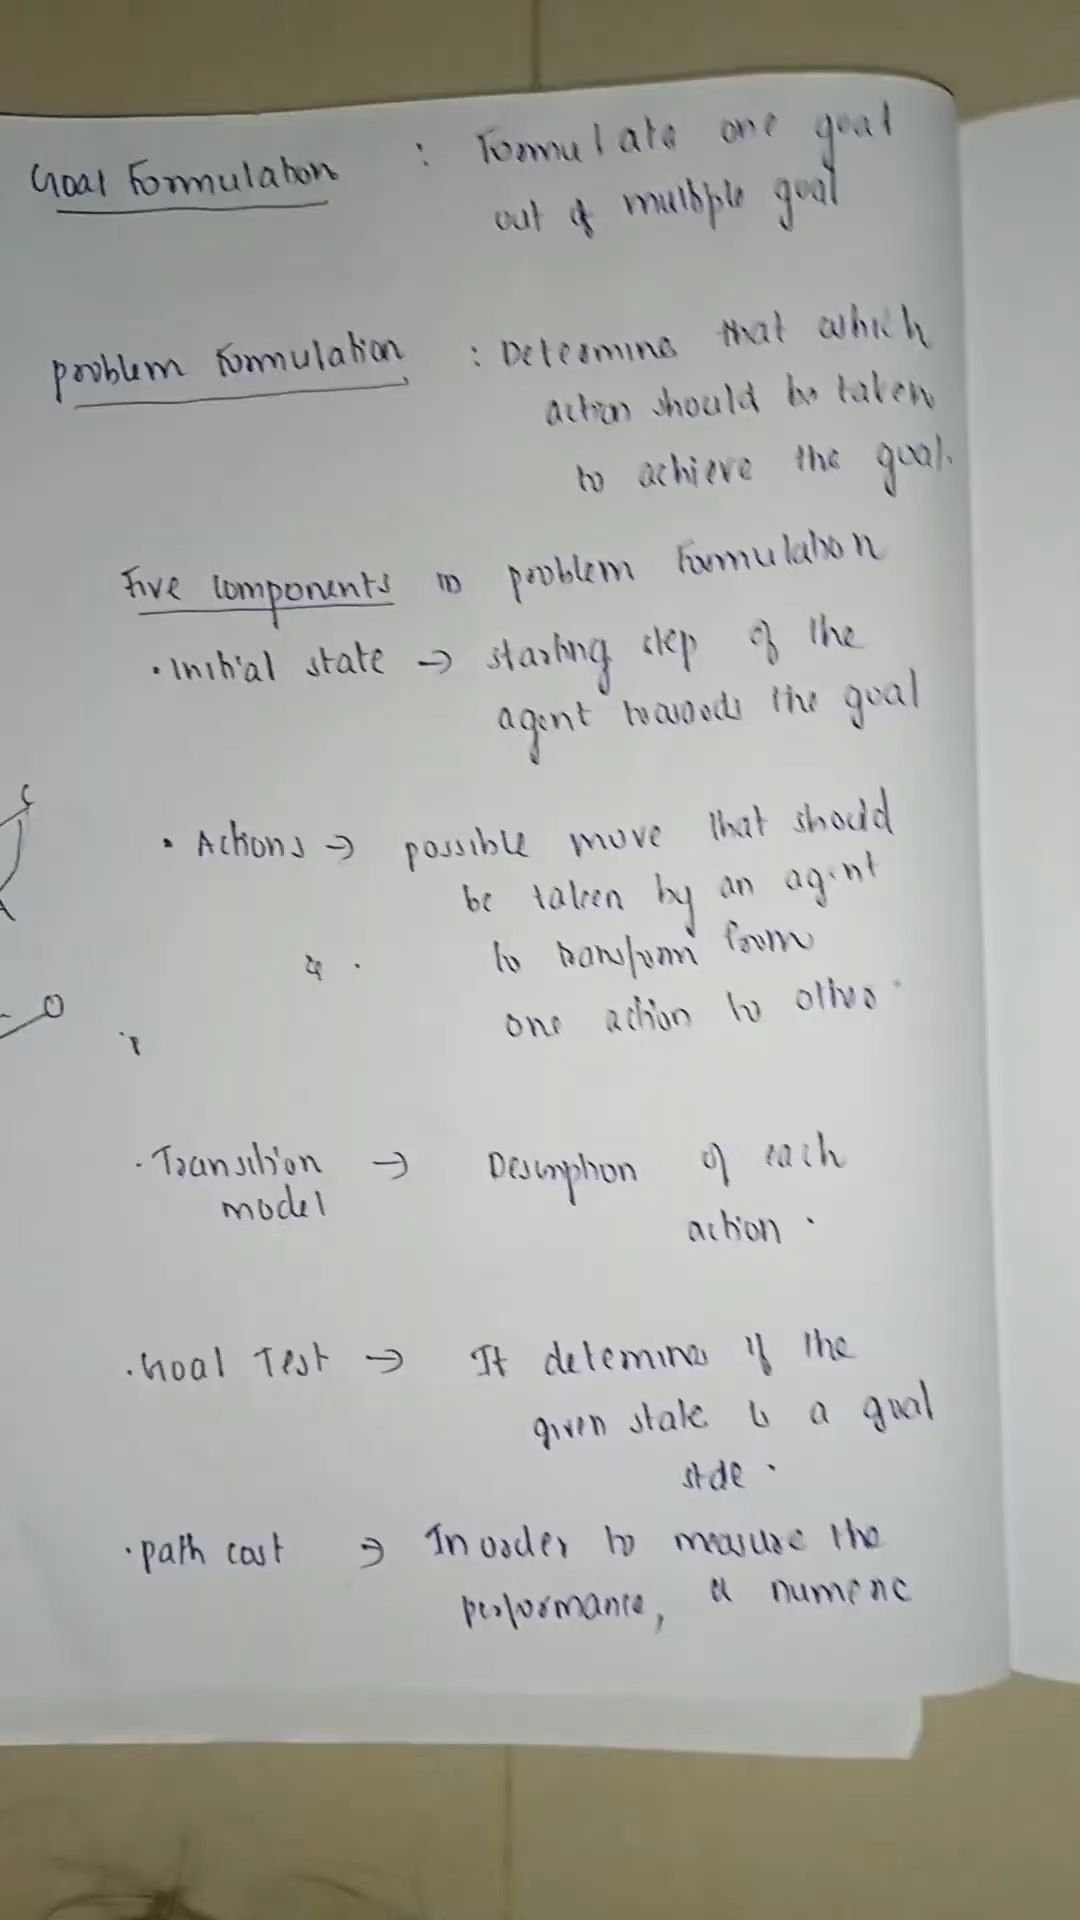 Goal Formulation : Formulate one goal
out of multiple goal
problem Formulation : Determine that which
action should be taken
to achieve the goal.
Five components in problem Formulation
• Initial state → starting step of the
agent towards the goal
• Actions → possible move that should
be taken by an agent
to transform from
one action to other.
• Transition → Description of each
model action.
• Goal Test → It determines if the
given state is a goal
state.
• path cost → In order to measure the
performance, a numeric